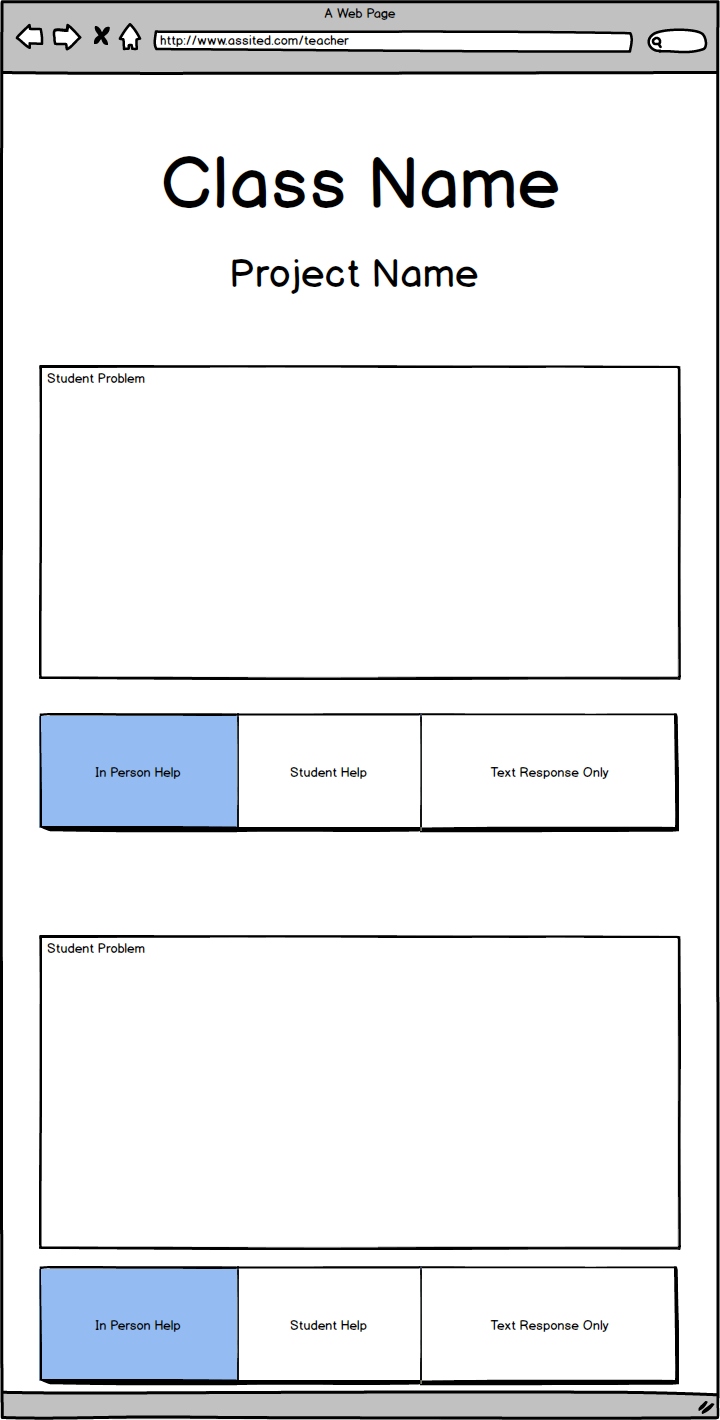 A Web Page
http://www.assited.com/teacher
Class Name
Project Name
Student Problem
In Person Help
Student Help
Text Response Only
Student Problem
In Person Help
Student Help
Text Response Only